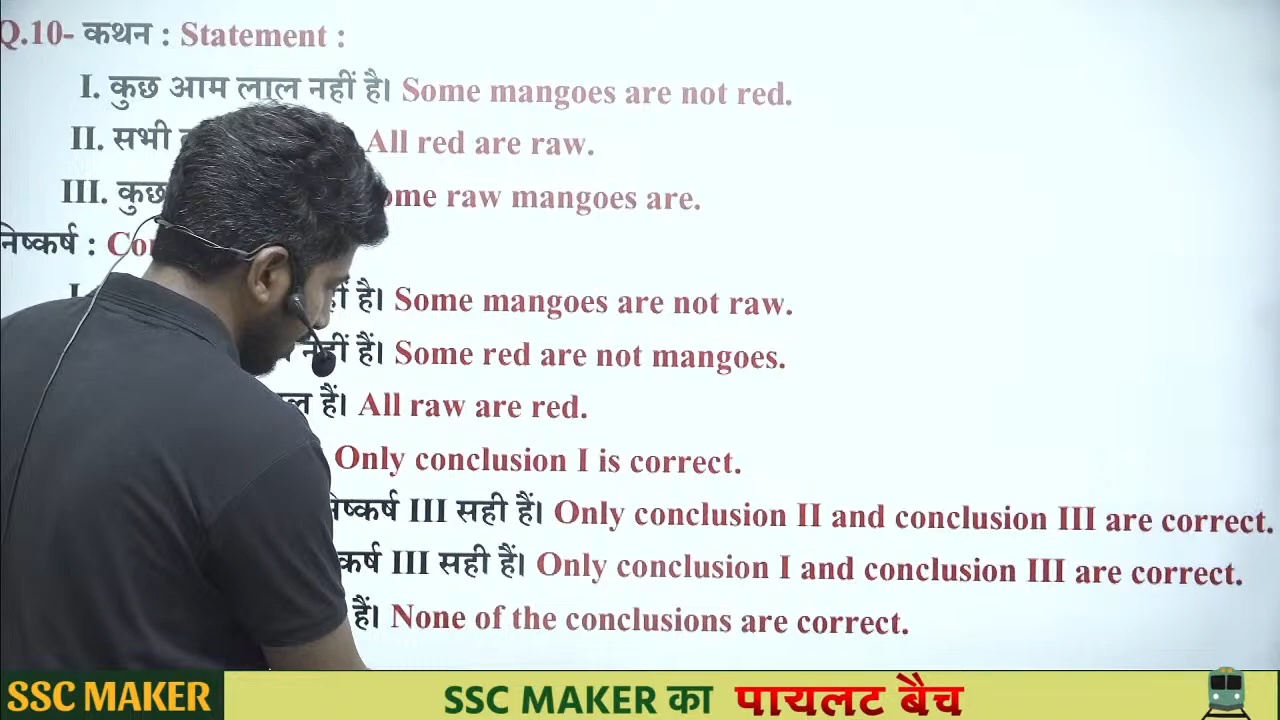 Q.10- कथन : Statement :
I. कुछ आम लाल नहीं है। Some mangoes are not red.
II. सभी All red are raw.
III. कुछ ome raw mangoes are.
निष्कर्ष : Co
है। Some mangoes are not raw.
नहीं हैं। Some red are not mangoes.
हैं। All raw are red.
Only conclusion I is correct.
निष्कर्ष III सही हैं। Only conclusion II and conclusion III are correct.
कर्ष III सही हैं। Only conclusion I and conclusion III are correct.
हैं। None of the conclusions are correct.
SSC MAKER SSC MAKER का पायलट बैच